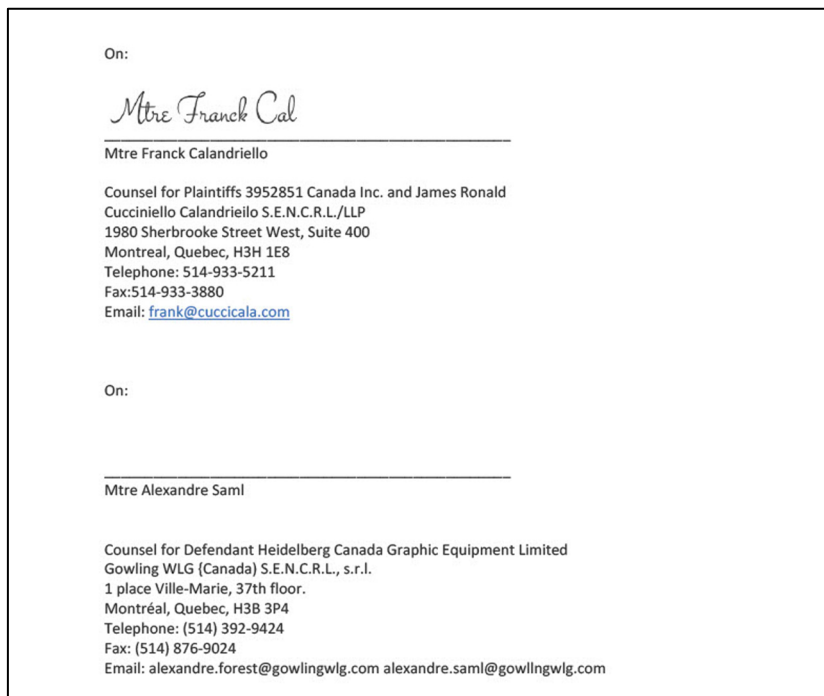 On:
Mtre Franck Cal
Mtre Franck Calandriello
Counsel for Plaintiffs 3952851 Canada Inc. and James Ronald
Cucciniello Calandrieilo S.E.N.C.R.L./LLP
1980 Sherbrooke Street West, Suite 400
Montreal, Quebec, H3H 1E8
Telephone: 514-933-5211
Fax:514-933-3880
Email: frank@cuccicala.com
On:
Mtre Alexandre Saml
Counsel for Defendant Heidelberg Canada Graphic Equipment Limited
Gowling WLG {Canada) S.E.N.C.R.L., s.r.l.
1 place Ville-Marie, 37th floor.
Montréal, Quebec, H3B 3P4
Telephone: (514) 392-9424
Fax: (514) 876-9024
Email: alexandre.forest@gowlingwlg.com alexandre.saml@gowllngwlg.com